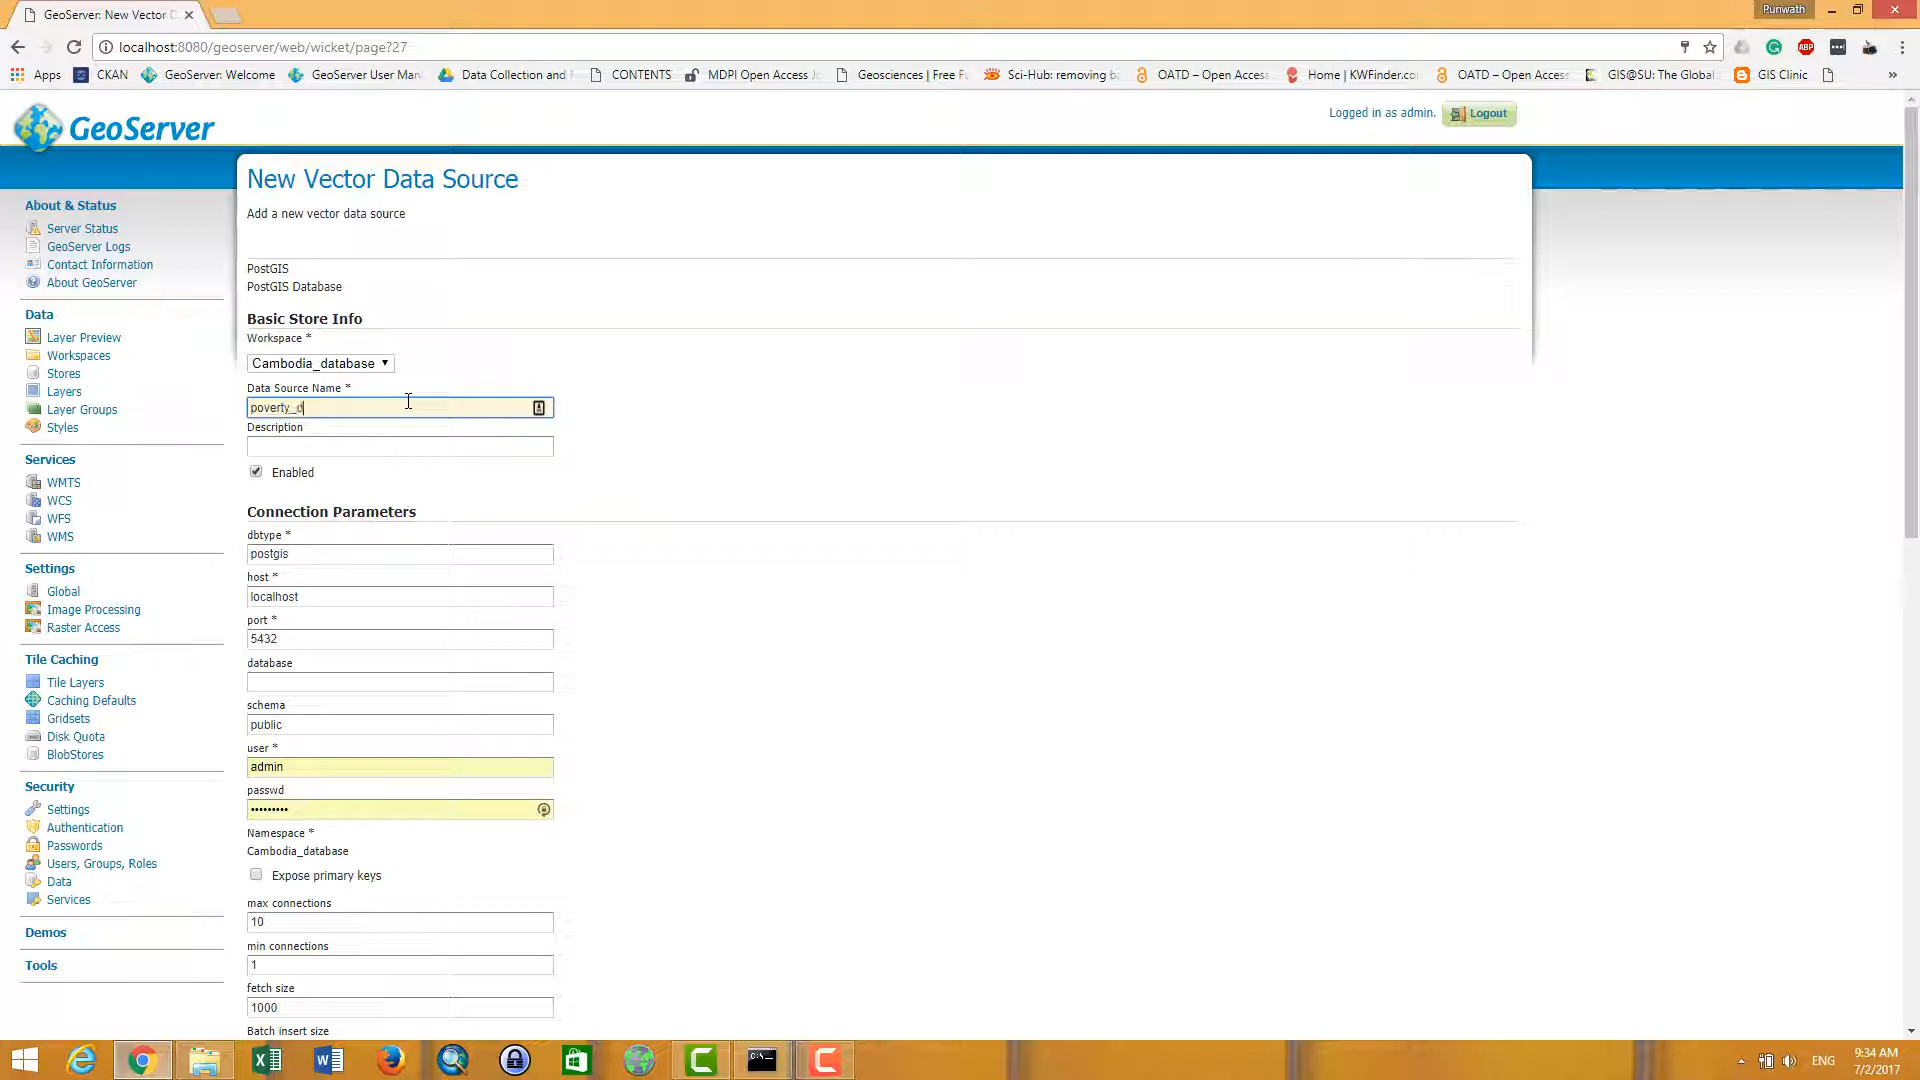 GeoServer: New Vector D
Punwath
localhost:8080/geoserver/web/wicket/page?27
Apps
CKAN
GeoServer: Welcome
GeoServer User Man
Data Collection and
CONTENTS
MDPI Open Access Jo
Geosciences | Free Fu
Sci-Hub: removing b
OATD – Open Access
Home | KWFinder.co
OATD – Open Access
GIS@SU: The Global
GIS Clinic
»
GeoServer
Logged in as admin.
Logout
About & Status
Server Status
GeoServer Logs
Contact Information
About GeoServer
Data
Layer Preview
Workspaces
Stores
Layers
Layer Groups
Styles
Services
WMTS
WCS
WFS
WMS
Settings
Global
Image Processing
Raster Access
Tile Caching
Tile Layers
Caching Defaults
Gridsets
Disk Quota
BlobStores
Security
Settings
Authentication
Passwords
Users, Groups, Roles
Data
Services
Demos
Tools
New Vector Data Source
Add a new vector data source
PostGIS
PostGIS Database
Basic Store Info
Workspace *
Cambodia_database
Data Source Name *
poverty_d
Description
Enabled
Connection Parameters
dbtype *
postgis
host *
localhost
port *
5432
database
schema
public
user *
admin
passwd
•••••••••
Namespace *
Cambodia_database
Expose primary keys
max connections
10
min connections
1
fetch size
1000
Batch insert size
ENG
9:34 AM
7/2/2017